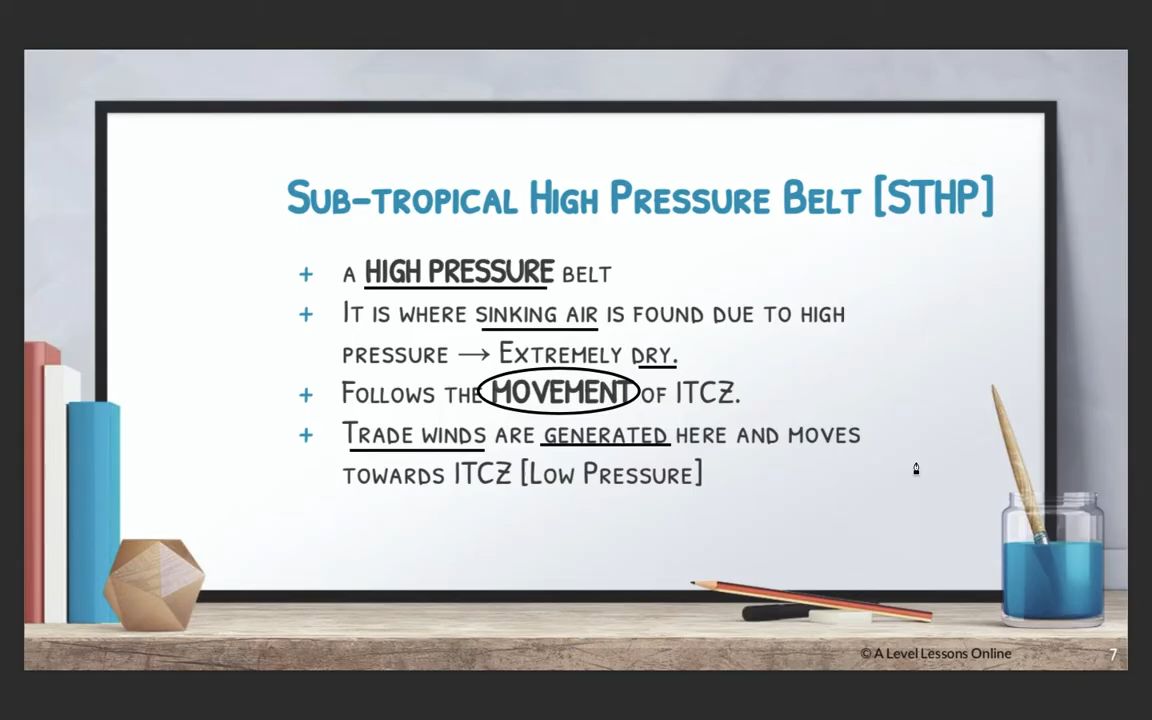 Sub-tropical High Pressure Belt [STHP]
+ A HIGH PRESSURE belt
+ It is where sinking air is found due to high
pressure → Extremely dry.
+ Follows the MOVEMENT of ITCZ.
+ Trade winds are generated here and moves
towards ITCZ [Low Pressure]
© A Level Lessons Online
7